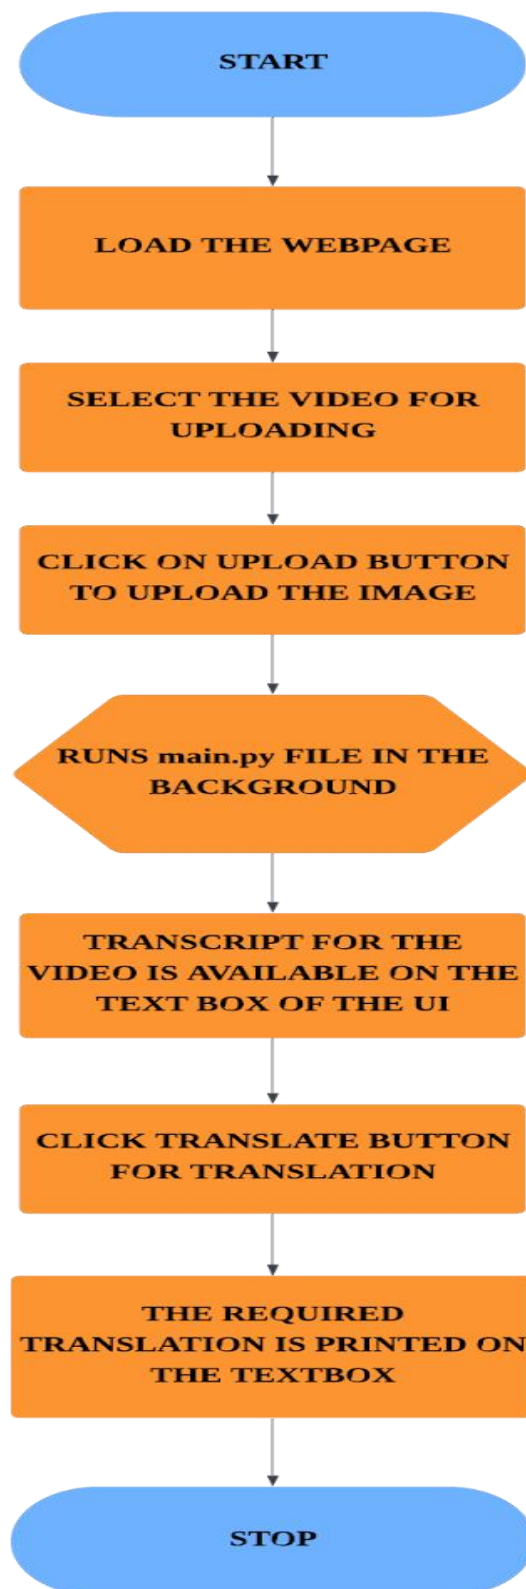 START
LOAD THE WEBPAGE
SELECT THE VIDEO FOR
UPLOADING
CLICK ON UPLOAD BUTTON
TO UPLOAD THE IMAGE
RUNS main.py FILE IN THE
BACKGROUND
TRANSCRIPT FOR THE
VIDEO IS AVAILABLE ON THE
TEXT BOX OF THE UI
CLICK TRANSLATE BUTTON
FOR TRANSLATION
THE REQUIRED
TRANSLATION IS PRINTED ON
THE TEXTBOX
STOP